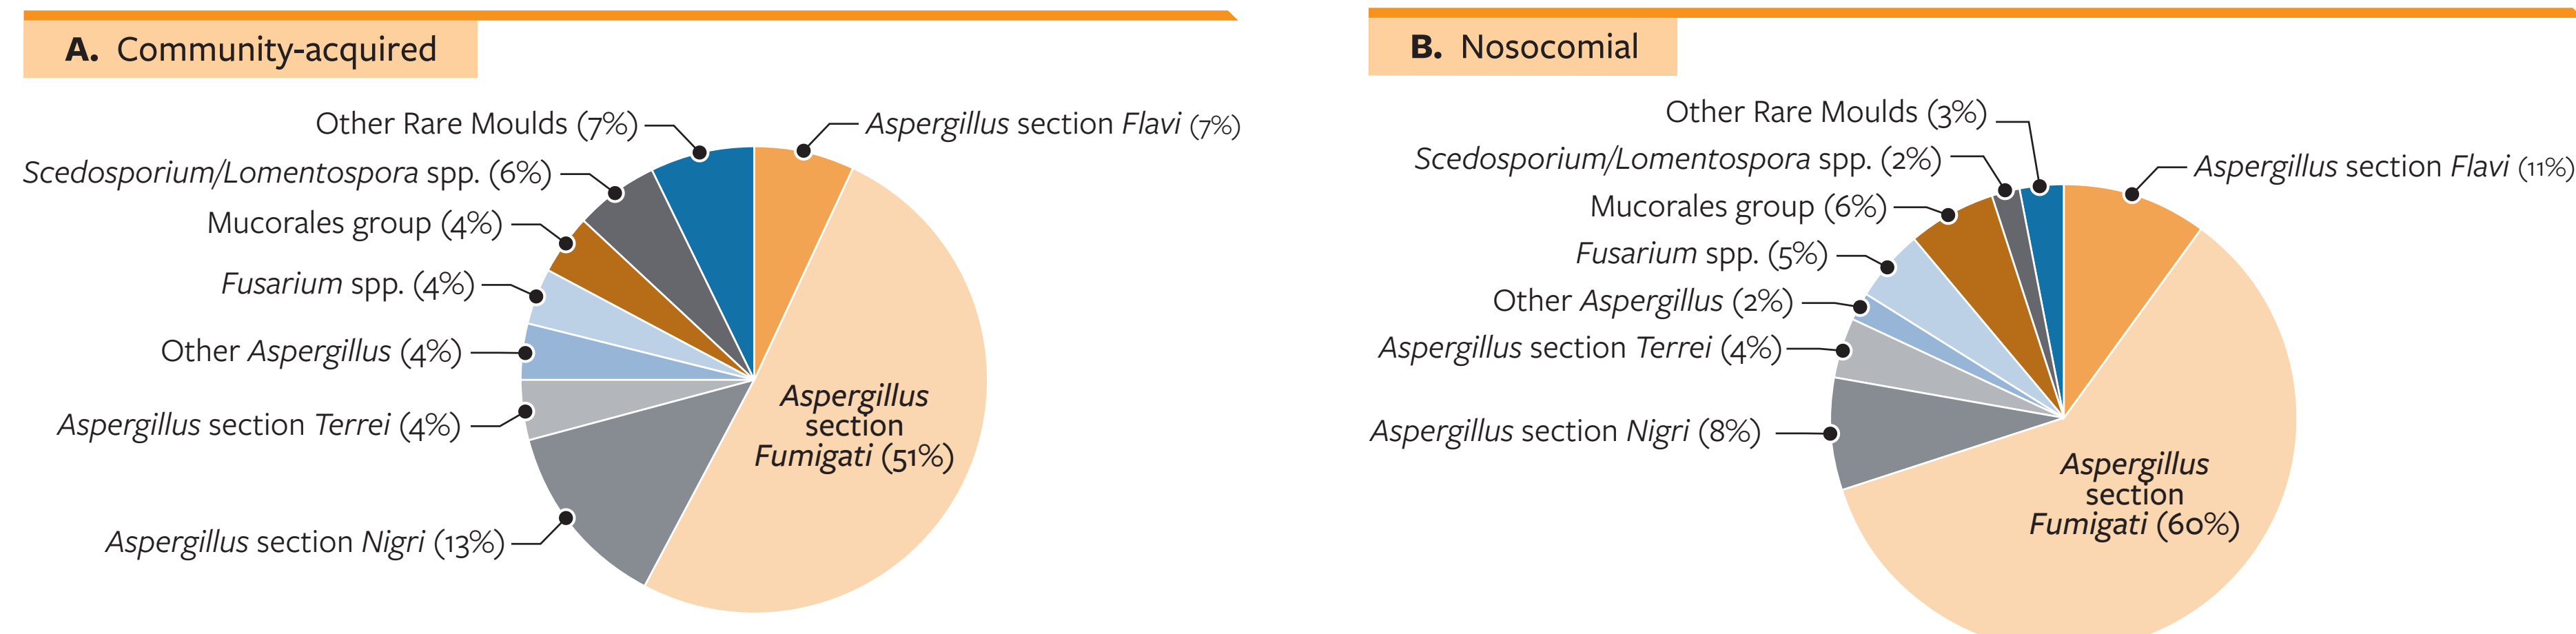 A. Community-acquired
Other Rare Moulds (7%)
Aspergillus section Flavi (7%)
Scedosporium/Lomentospora spp. (6%)
Mucorales group (4%)
Fusarium spp. (4%)
Other Aspergillus (4%)
Aspergillus section Terrei (4%)
Aspergillus section Nigri (13%)
Aspergillus
section
Fumigati (51%)
B. Nosocomial
Other Rare Moulds (3%)
Scedosporium/Lomentospora spp. (2%)
Aspergillus section Flavi (11%)
Mucorales group (6%)
Fusarium spp. (5%)
Other Aspergillus (2%)
Aspergillus section Terrei (4%)
Aspergillus section Nigri (8%)
Aspergillus
section
Fumigati (60%)